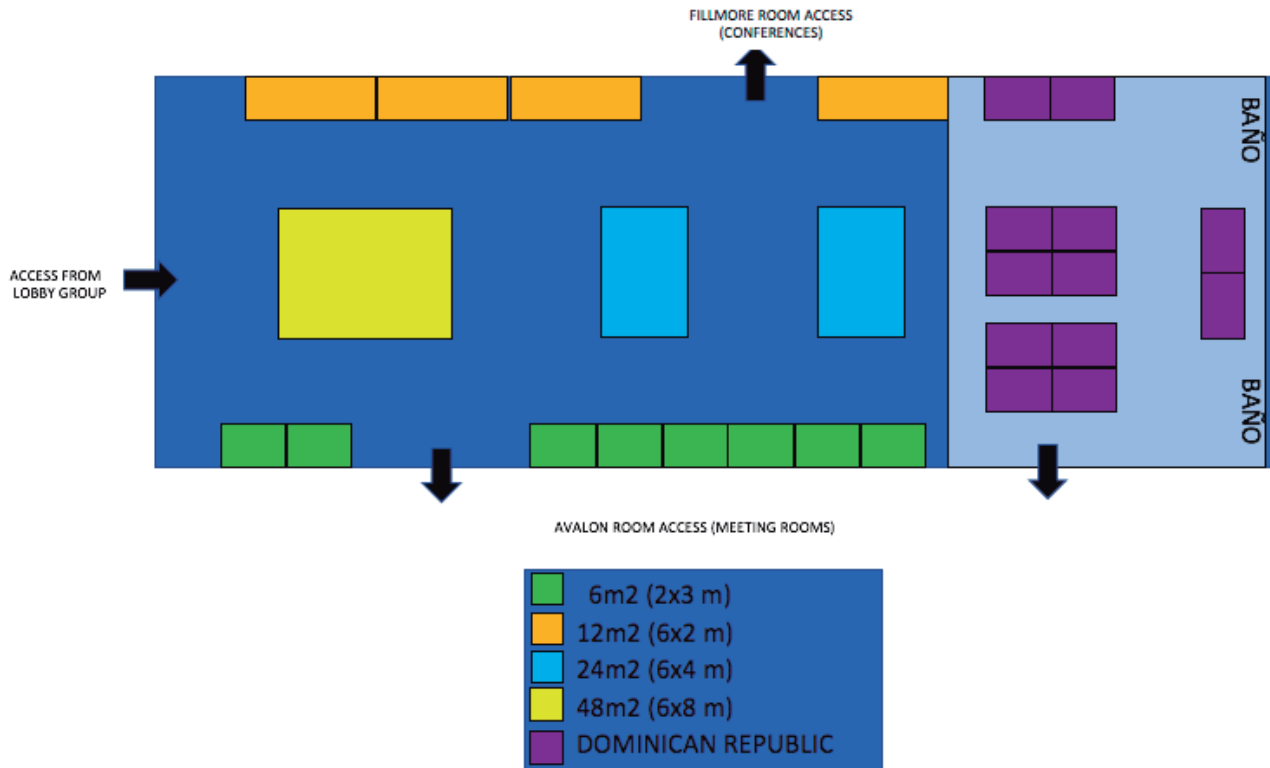 FILLMORE ROOM ACCESS
(CONFERENCES)
BAÑO
ACCESS FROM
LOBBY GROUP
BAÑO
AVALON ROOM ACCESS (MEETING ROOMS)
6m2 (2x3 m)
12m2 (6x2 m)
24m2 (6x4 m)
48m2 (6x8 m)
DOMINICAN REPUBLIC